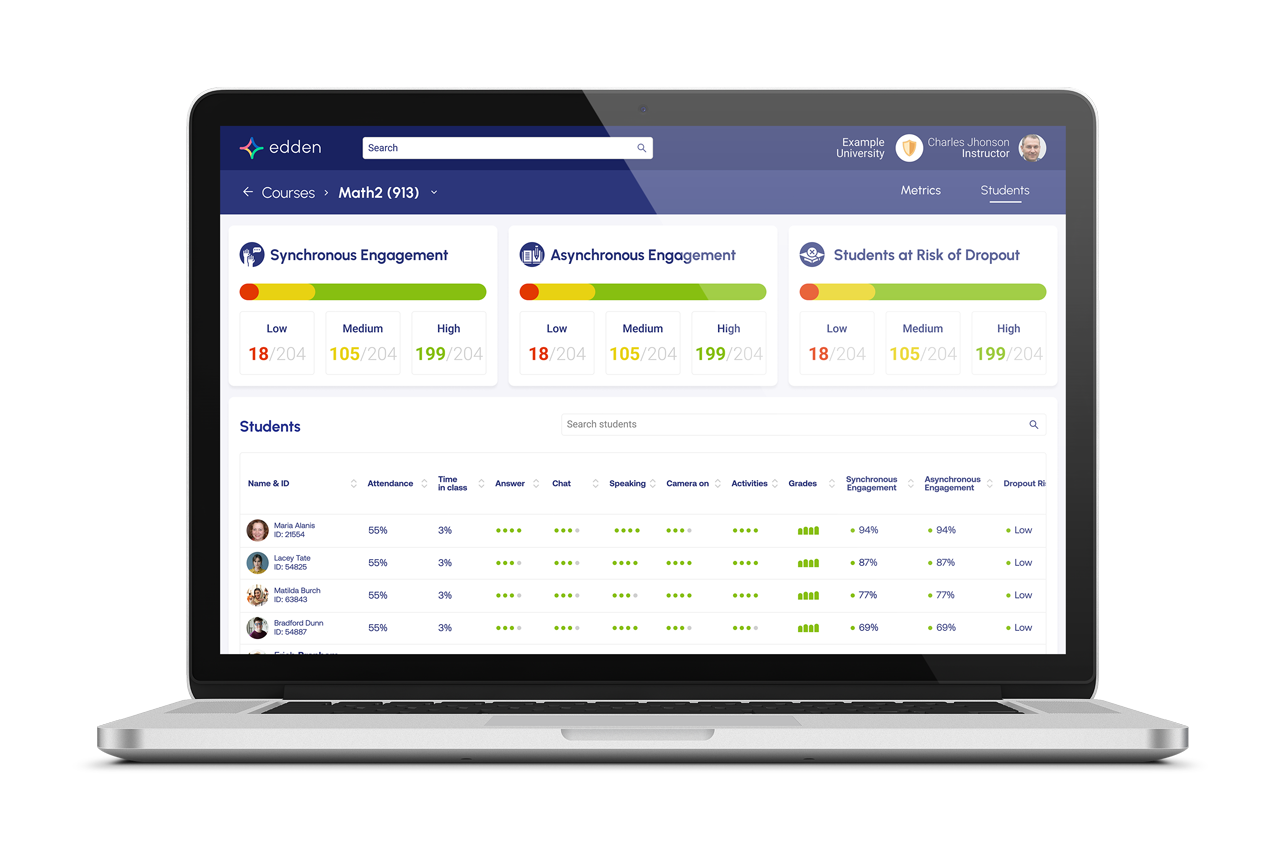 edden
Search
Example
University
Charles Jhonson
Instructor
Courses
Math2 (913)
Metrics
Students
Synchronous Engagement
Low
Medium
High
18/204
105/204
199/204
Asynchronous Engagement
Low
Medium
High
18/204
105/204
199/204
Students at Risk of Dropout
Low
Medium
High
18/204
105/204
199/204
Students
Search students
Name & ID
Attendance
Time
in class
Answer
Chat
Speaking
Camera on
Activities
Grades
Synchronous
Engagement
Asynchronous
Engagement
Dropout Ri
Maria Alanis
ID: 21554
55%
3%
94%
94%
Low
Lacey Tate
ID: 54825
55%
3%
87%
87%
Low
Matilda Burch
ID: 63843
55%
3%
77%
77%
Low
Bradford Dunn
ID: 54887
55%
3%
69%
69%
Low